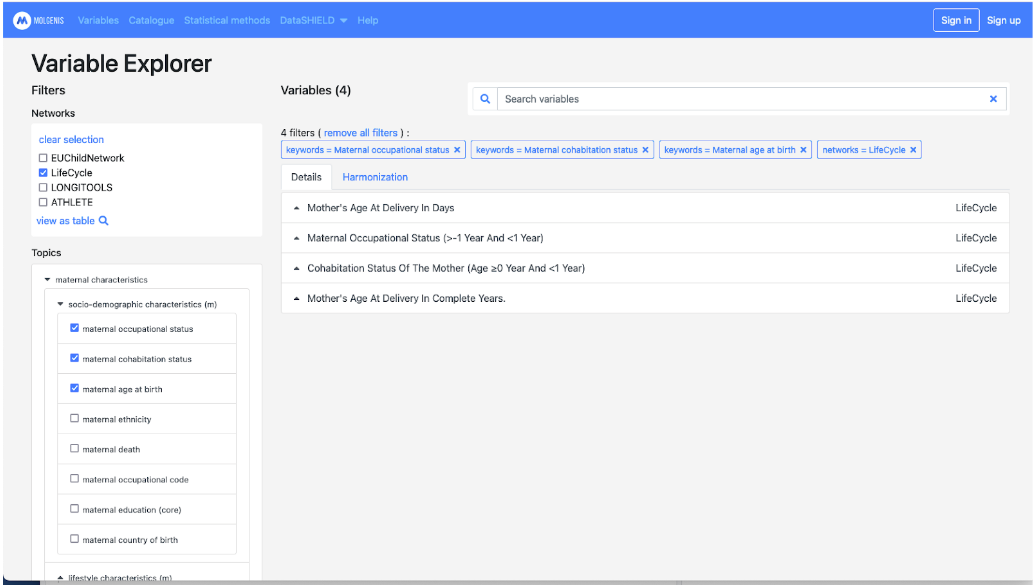 MOLGENIS Variables Catalogue Statistical methods DataSHIELD Help Sign in Sign up
Variable Explorer
Filters
Networks
clear selection
EUChildNetwork
LifeCycle
LONGITOOLS
ATHLETE
view as table
Topics
maternal characteristics
socio-demographic characteristics (m)
maternal occupational status
maternal cohabitation status
maternal age at birth
maternal ethnicity
maternal death
maternal occupational code
maternal education (core)
maternal country of birth
lifestyle characteristics (m)
Variables (4)
Search variables
4 filters ( remove all filters ) :
keywords = Maternal occupational status × keywords = Maternal cohabitation status × keywords = Maternal age at birth × networks = LifeCycle ×
Details Harmonization
Mother's Age At Delivery In Days LifeCycle
Maternal Occupational Status (>-1 Year And <1 Year) LifeCycle
Cohabitation Status Of The Mother (Age ≥0 Year And <1 Year) LifeCycle
Mother's Age At Delivery In Complete Years. LifeCycle